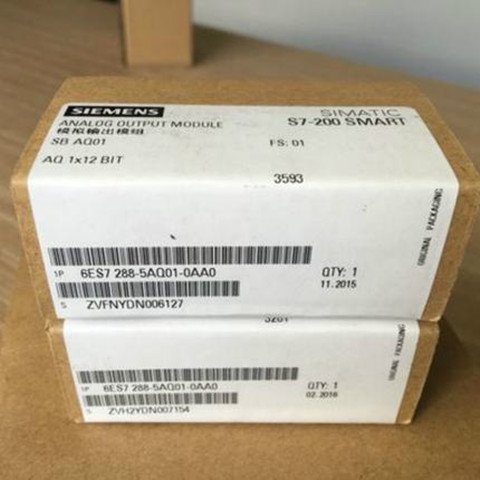 SIEMENS
SIMATIC
ANALOG OUTPUT MODULE
S7-200 SMART
模拟输出模组
SB AQ01
FS: 01
AQ 1x12 BIT
3593
ORIGINAL PACKAGING
1P 6ES7 288-5AQ01-0AA0
QTY: 1
11.2015
S ZVFNYDN006127
3201
ORIGINAL PACKAGING
1P 6ES7 288-5AQ01-0AA0
QTY: 1
02.2016
S ZVH2YDN007154